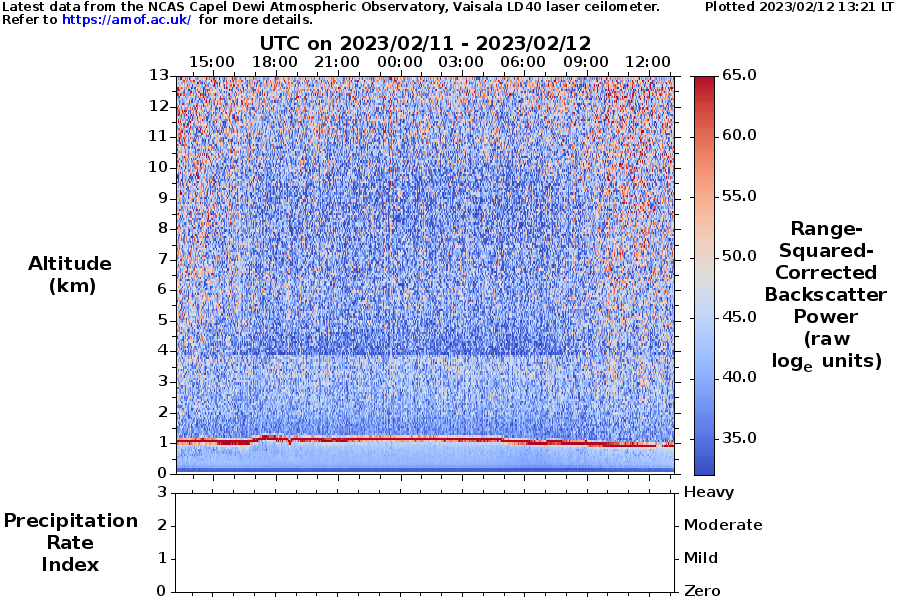 Latest data from the NCAS Capel Dewi Atmospheric Observatory, Vaisala LD40 laser ceilometer. Plotted 2023/02/12 13:21 LT
Refer to https://amof.ac.uk/ for more details.
UTC on 2023/02/11 - 2023/02/12
15:00 18:00 21:00 00:00 03:00 06:00 09:00 12:00
13
12
11
10
9
8
7
6
5
4
3
2
1
0
Altitude
(km)
65.0
60.0
55.0
50.0
45.0
40.0
35.0
Range-
Squared-
Corrected
Backscatter
Power
(raw
loge units)
Precipitation
Rate
Index
3
2
1
0
Heavy
Moderate
Mild
Zero